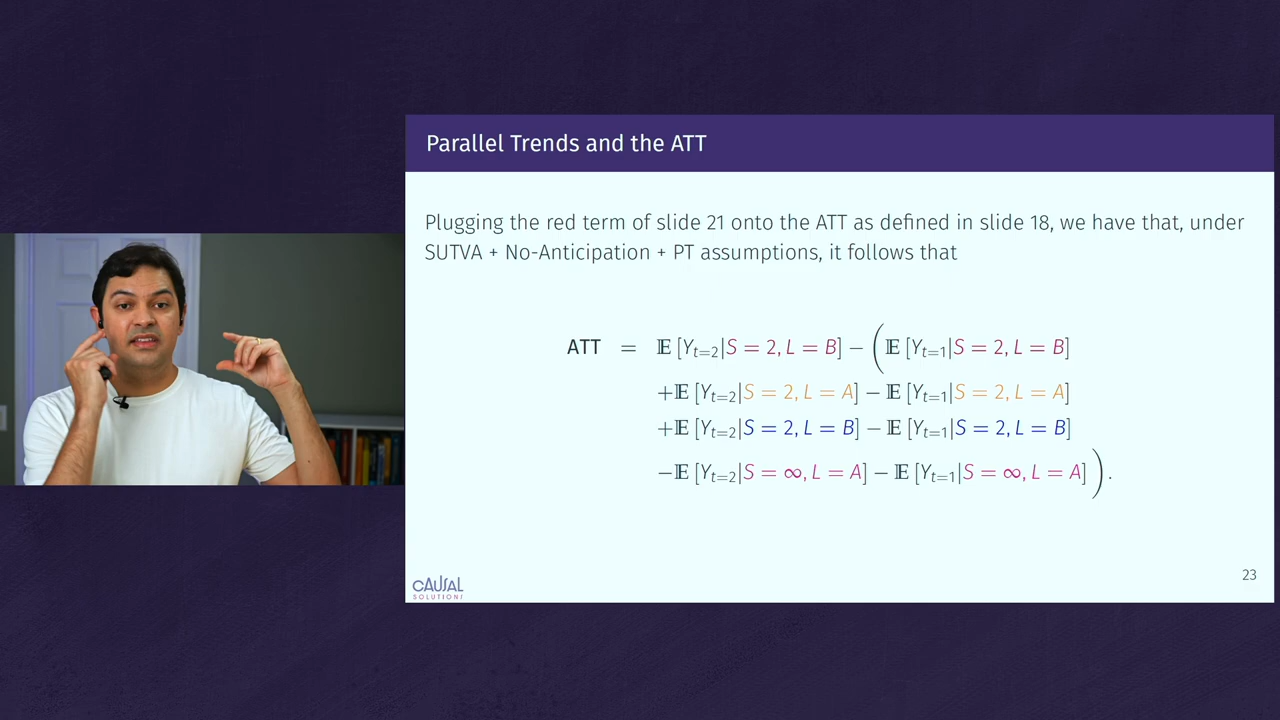 Parallel Trends and the ATT
Plugging the red term of slide 21 onto the ATT as defined in slide 18, we have that, under
SUTVA + No-Anticipation + PT assumptions, it follows that
ATT = 𝔼 [Y_{t=2}|S = 2, L = B] − (𝔼 [Y_{t=1}|S = 2, L = B]
+𝔼 [Y_{t=2}|S = 2, L = A] − 𝔼 [Y_{t=1}|S = 2, L = A]
+𝔼 [Y_{t=2}|S = 2, L = B] − 𝔼 [Y_{t=1}|S = 2, L = B]
−𝔼 [Y_{t=2}|S = ∞, L = A] − 𝔼 [Y_{t=1}|S = ∞, L = A]).
CAUSAL
SOLUTIONS
23